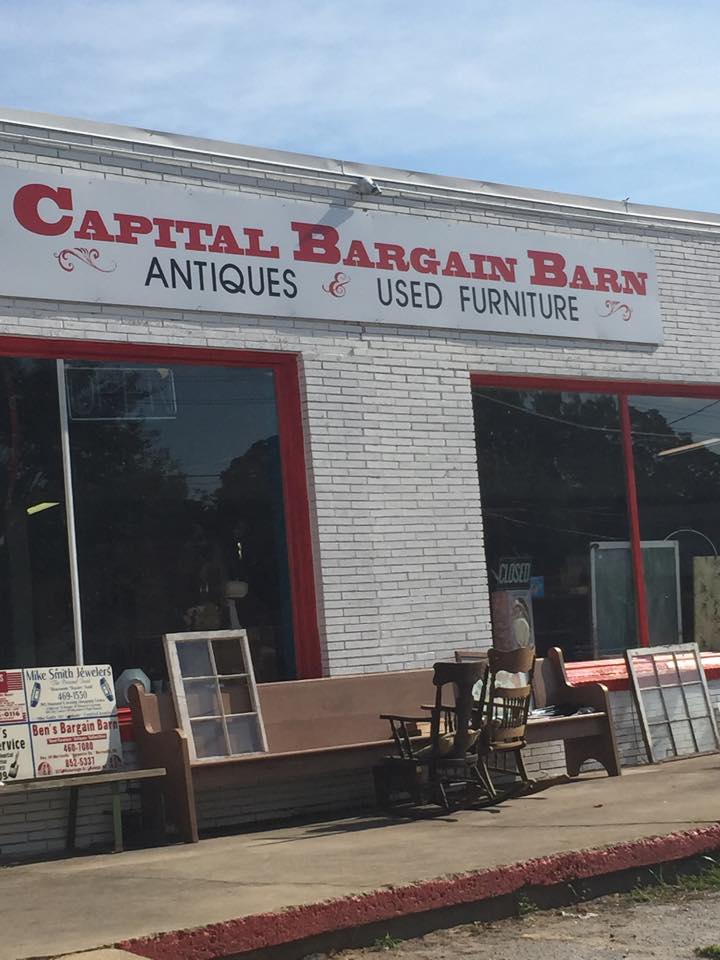 CAPITAL BARGAIN BARN
ANTIQUES & USED FURNITURE
CLOSED
Mike Smith Jewelers
469-1550
Ben's Bargain Barn
460-7080
852-5337